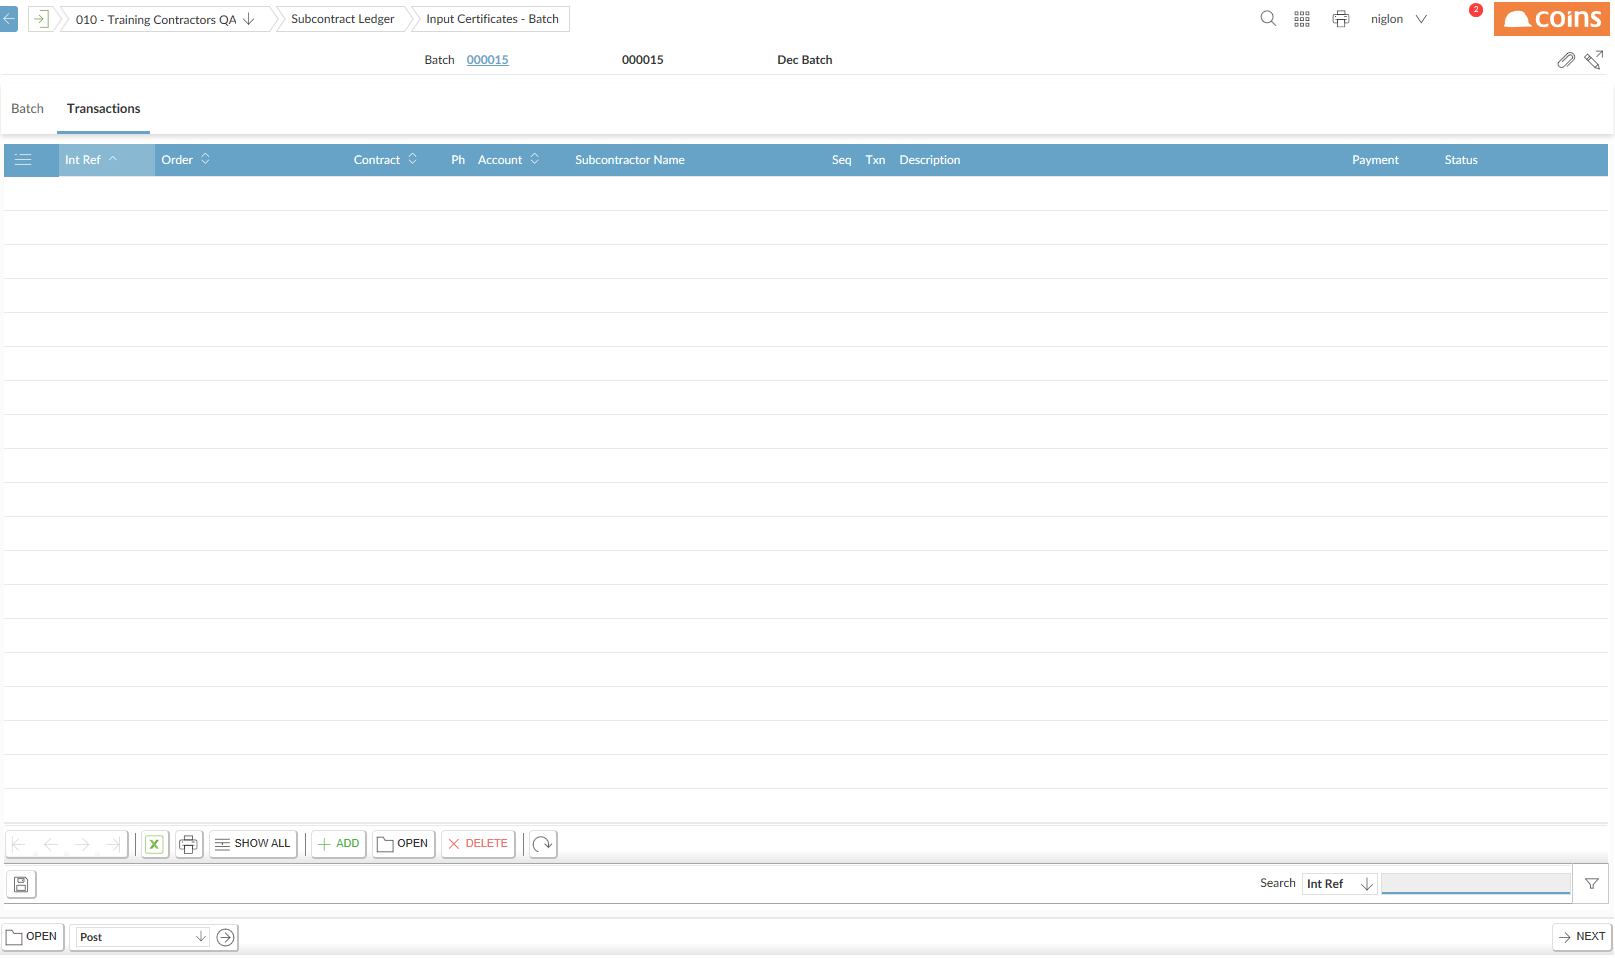 010 - Training Contractors QA Subcontract Ledger Input Certificates - Batch niglon 2 coins
Batch 000015 000015 Dec Batch
Batch Transactions
Int Ref Order Contract Ph Account Subcontractor Name Seq Txn Description Payment Status
SHOW ALL ADD OPEN DELETE
Search Int Ref
OPEN Post NEXT